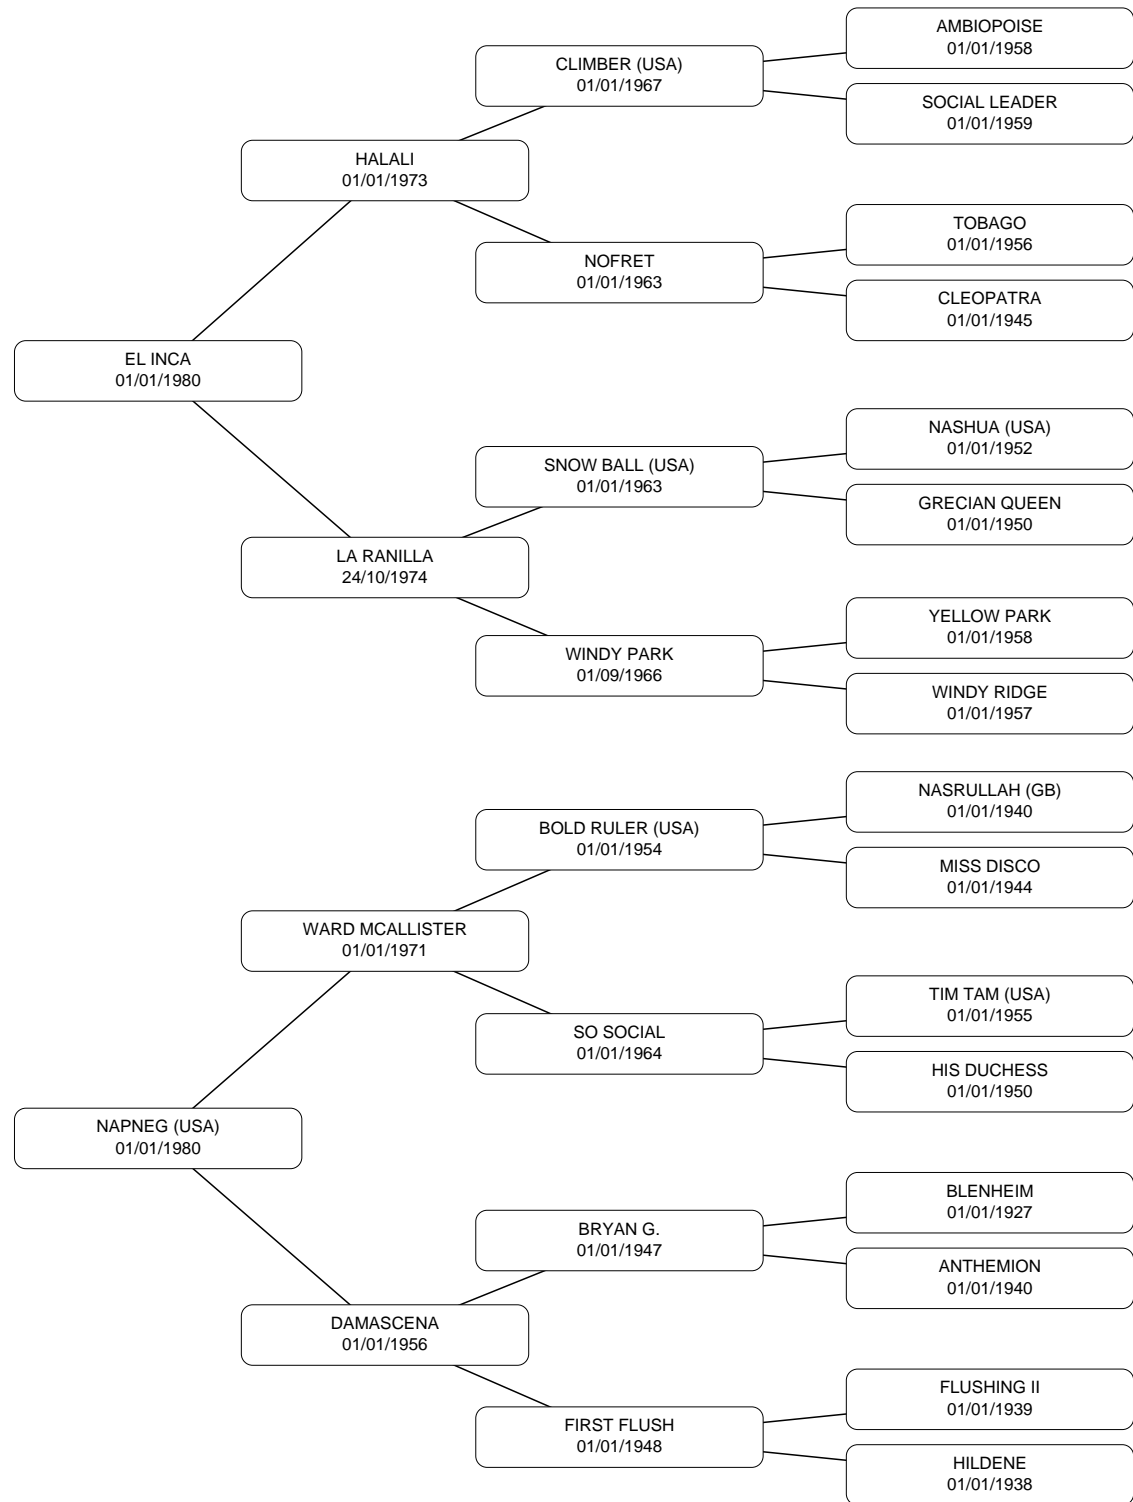 AMBIOPOISE
01/01/1958
CLIMBER (USA)
01/01/1967
SOCIAL LEADER
01/01/1959
HALALI
01/01/1973
TOBAGO
01/01/1956
NOFRET
01/01/1963
CLEOPATRA
01/01/1945
EL INCA
01/01/1980
NASHUA (USA)
01/01/1952
SNOW BALL (USA)
01/01/1963
GRECIAN QUEEN
01/01/1950
LA RANILLA
24/10/1974
YELLOW PARK
01/01/1958
WINDY PARK
01/09/1966
WINDY RIDGE
01/01/1957
NASRULLAH (GB)
01/01/1940
BOLD RULER (USA)
01/01/1954
MISS DISCO
01/01/1944
WARD MCALLISTER
01/01/1971
TIM TAM (USA)
01/01/1955
SO SOCIAL
01/01/1964
HIS DUCHESS
01/01/1950
NAPNEG (USA)
01/01/1980
BLENHEIM
01/01/1927
BRYAN G.
01/01/1947
ANTHEMION
01/01/1940
DAMASCENA
01/01/1956
FLUSHING II
01/01/1939
FIRST FLUSH
01/01/1948
HILDENE
01/01/1938